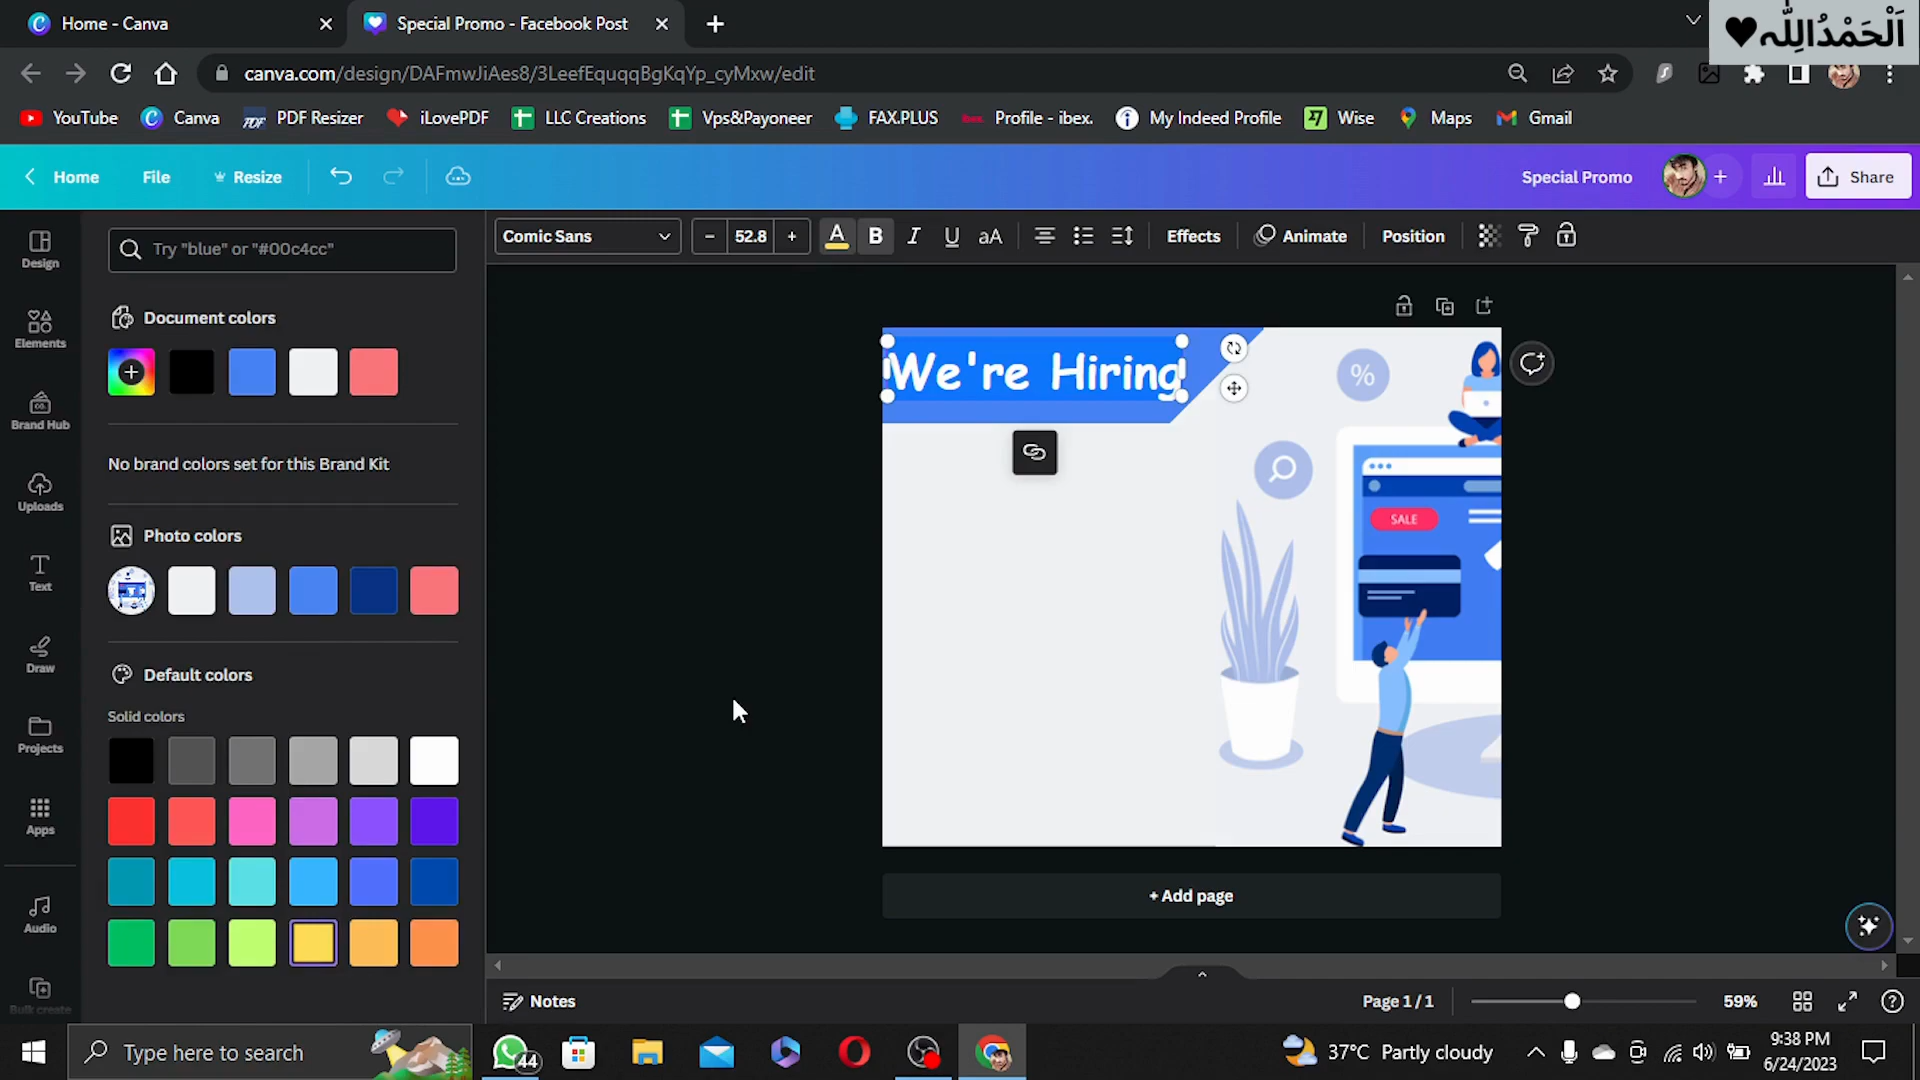 Home - Canva
Special Promo - Facebook Post
اَلْحَمْدُلِلّٰه
canva.com/design/DAFmwJiAes8/3LeefEquqqBgKqYp_cyMxw/edit
YouTube
Canva
PDF Resizer
iLovePDF
LLC Creations
Vps&Payoneer
FAX.PLUS
Profile - ibex.
My Indeed Profile
Wise
Maps
Gmail
Home
File
Resize
Special Promo
Share
Comic Sans
– 52.8 +
A
B
I
U
aA
Effects
Animate
Position
Design
Elements
Brand Hub
Uploads
Text
Draw
Projects
Apps
Audio
Bulk create
Try "blue" or "#00c4cc"
Document colors
No brand colors set for this Brand Kit
Photo colors
Default colors
Solid colors
We're Hiring
%
SALE
+ Add page
Notes
Page 1 / 1
59%
Type here to search
44
37°C Partly cloudy
9:38 PM
6/24/2023